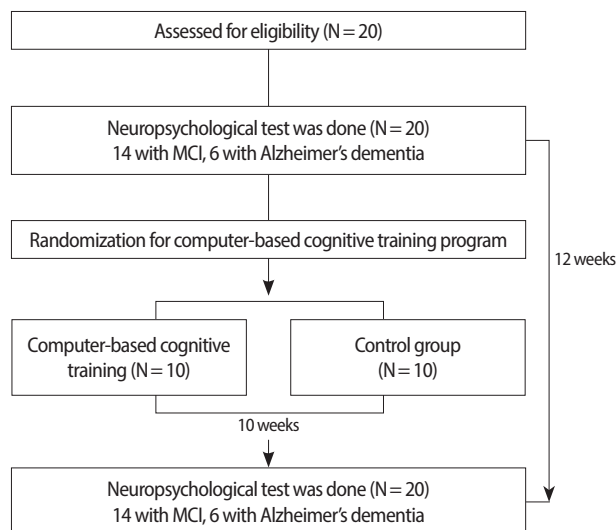 Assessed for eligibility (N = 20)
Neuropsychological test was done (N = 20)
14 with MCI, 6 with Alzheimer's dementia
Randomization for computer-based cognitive training program
12 weeks
Computer-based cognitive
training (N = 10)
Control group
(N = 10)
10 weeks
Neuropsychological test was done (N = 20)
14 with MCI, 6 with Alzheimer's dementia